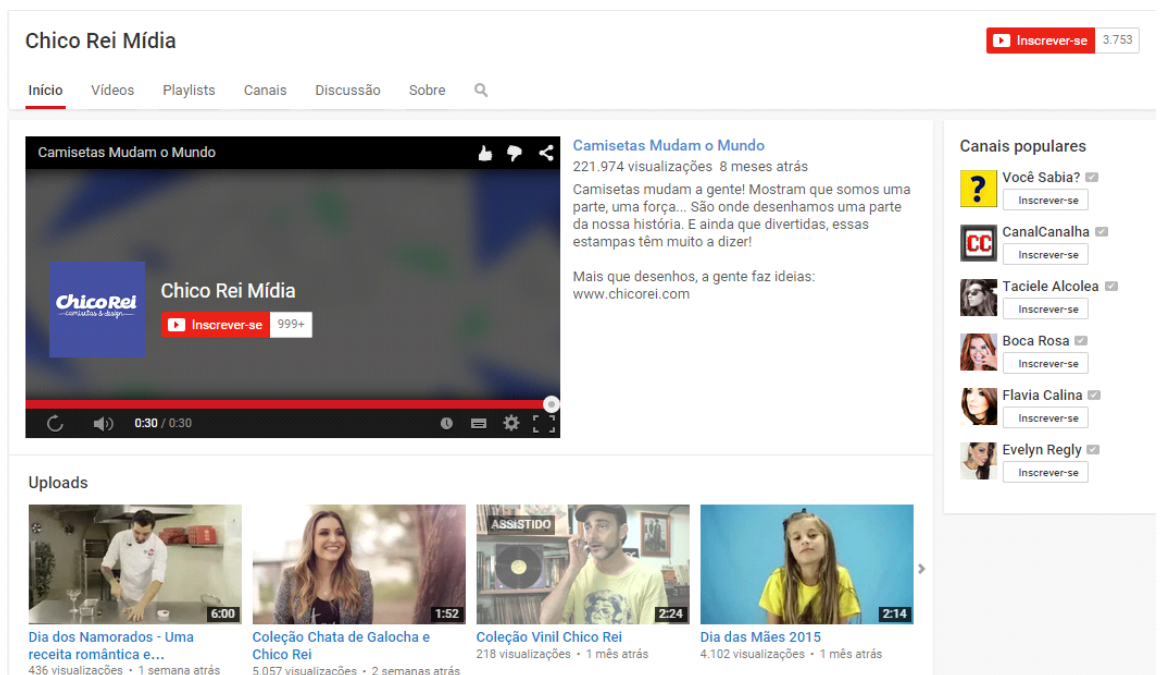 Chico Rei Mídia
Inscrever-se 3.753
Início Vídeos Playlists Canais Discussão Sobre
Camisetas Mudam o Mundo
ChicoRei
camisetas & design
Chico Rei Mídia
Inscrever-se 999+
0:30 / 0:30
Camisetas Mudam o Mundo
221.974 visualizações 8 meses atrás
Camisetas mudam a gente! Mostram que somos uma
parte, uma força... São onde desenhamos uma parte
da nossa história. E ainda que divertidas, essas
estampas têm muito a dizer!
Mais que desenhos, a gente faz ideias:
www.chicorei.com
Canais populares
?
Você Sabia?
Inscrever-se
CC
CanalCanalha
Inscrever-se
Taciele Alcolea
Inscrever-se
Boca Rosa
Inscrever-se
Flavia Calina
Inscrever-se
Evelyn Regly
Inscrever-se
Uploads
6:00
Dia dos Namorados - Uma
receita romântica e...
436 visualizações • 1 semana atrás
1:52
Coleção Chata de Galocha e
Chico Rei
5.057 visualizações • 2 semanas atrás
ASSISTIDO
2:24
Coleção Vinil Chico Rei
218 visualizações • 1 mês atrás
2:14
Dia das Mães 2015
4.102 visualizações • 1 mês atrás